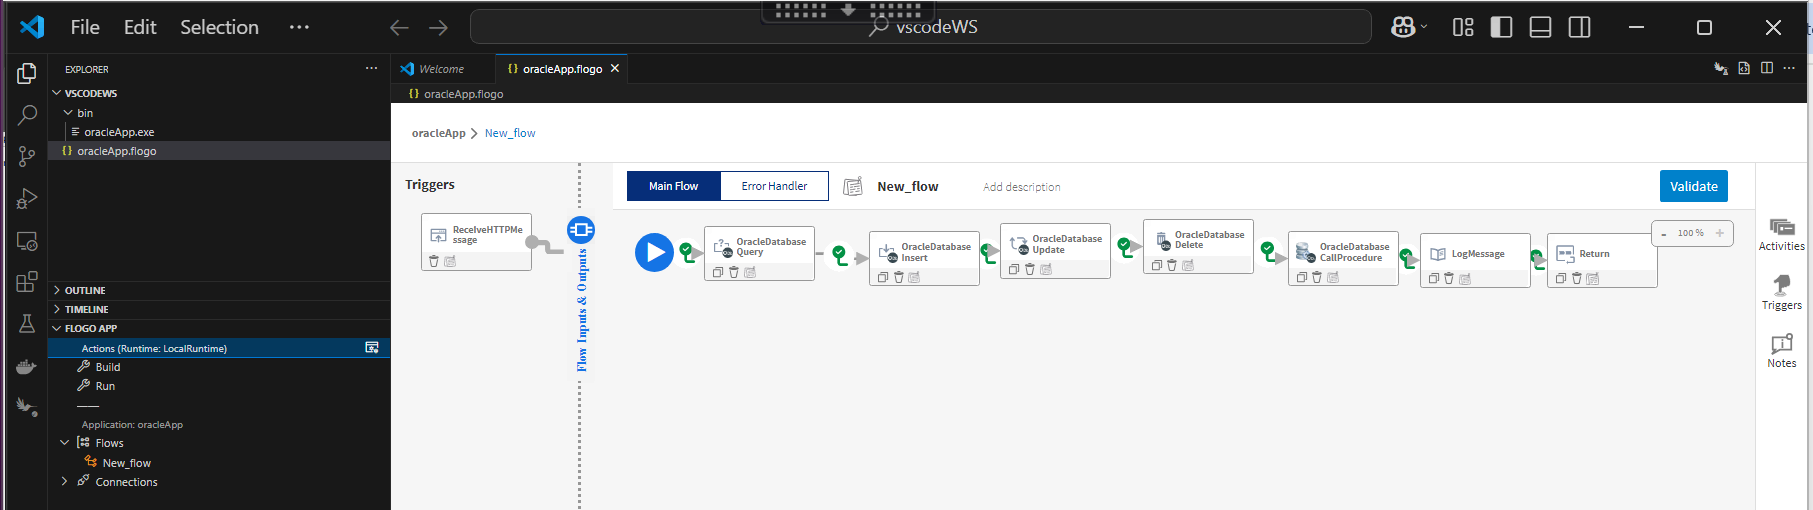 File Edit Selection ···
vscodeWS
EXPLORER
VSCODEWS
bin
oracleApp.exe
oracleApp.flogo
OUTLINE
TIMELINE
FLOGO APP
Actions (Runtime: LocalRuntime)
Build
Run
Application: oracleApp
Flows
New_flow
Connections
Welcome
{} oracleApp.flogo
{} oracleApp.flogo
oracleApp > New_flow
Triggers
ReceiveHTTPMe
ssage
Flow Inputs & Outputs
Main Flow
Error Handler
New_flow
Add description
Validate
OracleDatabase
Query
OracleDatabase
Insert
OracleDatabase
Update
OracleDatabase
Delete
OracleDatabase
CallProcedure
LogMessage
Return
- 100 % +
Activities
Triggers
Notes